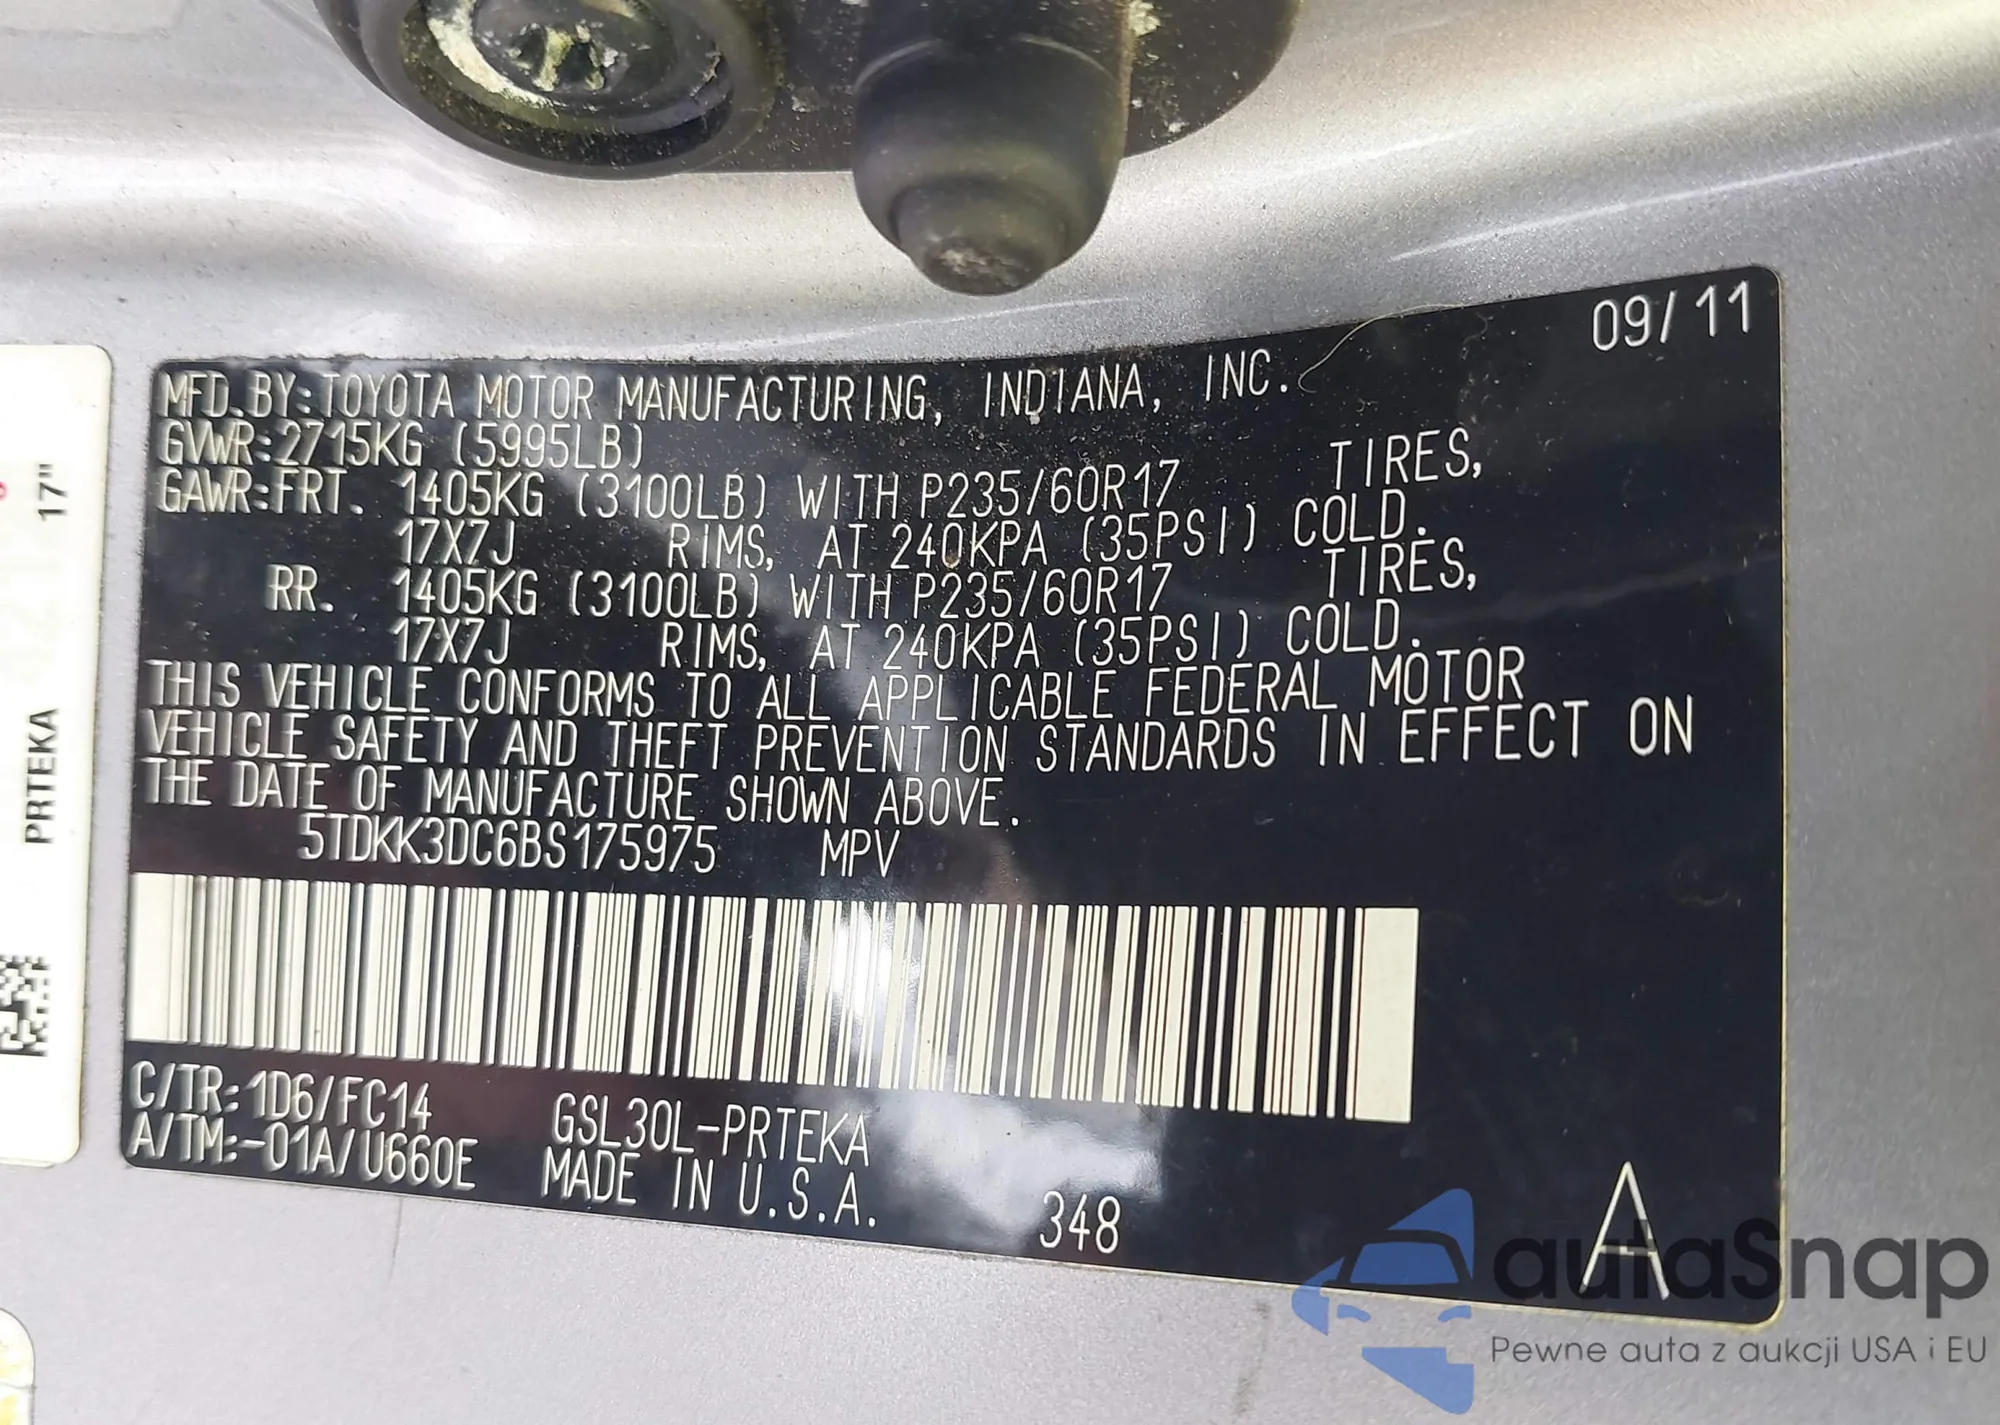 09/11
MFD. BY: TOYOTA MOTOR MANUFACTURING, INDIANA, INC.
GVWR: 2715KG (5995LB)
GAWR: FRT. 1405KG (3100LB) WITH P235/60R17 TIRES,
17X7J RIMS, AT 240KPA (35PSI) COLD.
RR. 1405KG (3100LB) WITH P235/60R17 TIRES,
17X7J RIMS, AT 240KPA (35PSI) COLD.
THIS VEHICLE CONFORMS TO ALL APPLICABLE FEDERAL MOTOR
VEHICLE SAFETY AND THEFT PREVENTION STANDARDS IN EFFECT ON
THE DATE OF MANUFACTURE SHOWN ABOVE.
5TDKK3DC6BS175975 MPV
C/TR: 1D6/FC14 GSL30L-PRTEKA
A/TM: -01A/U660E MADE IN U.S.A. 348
A
17"
PRTEKA
autaSnap
Pewne auta z aukcji USA i EU